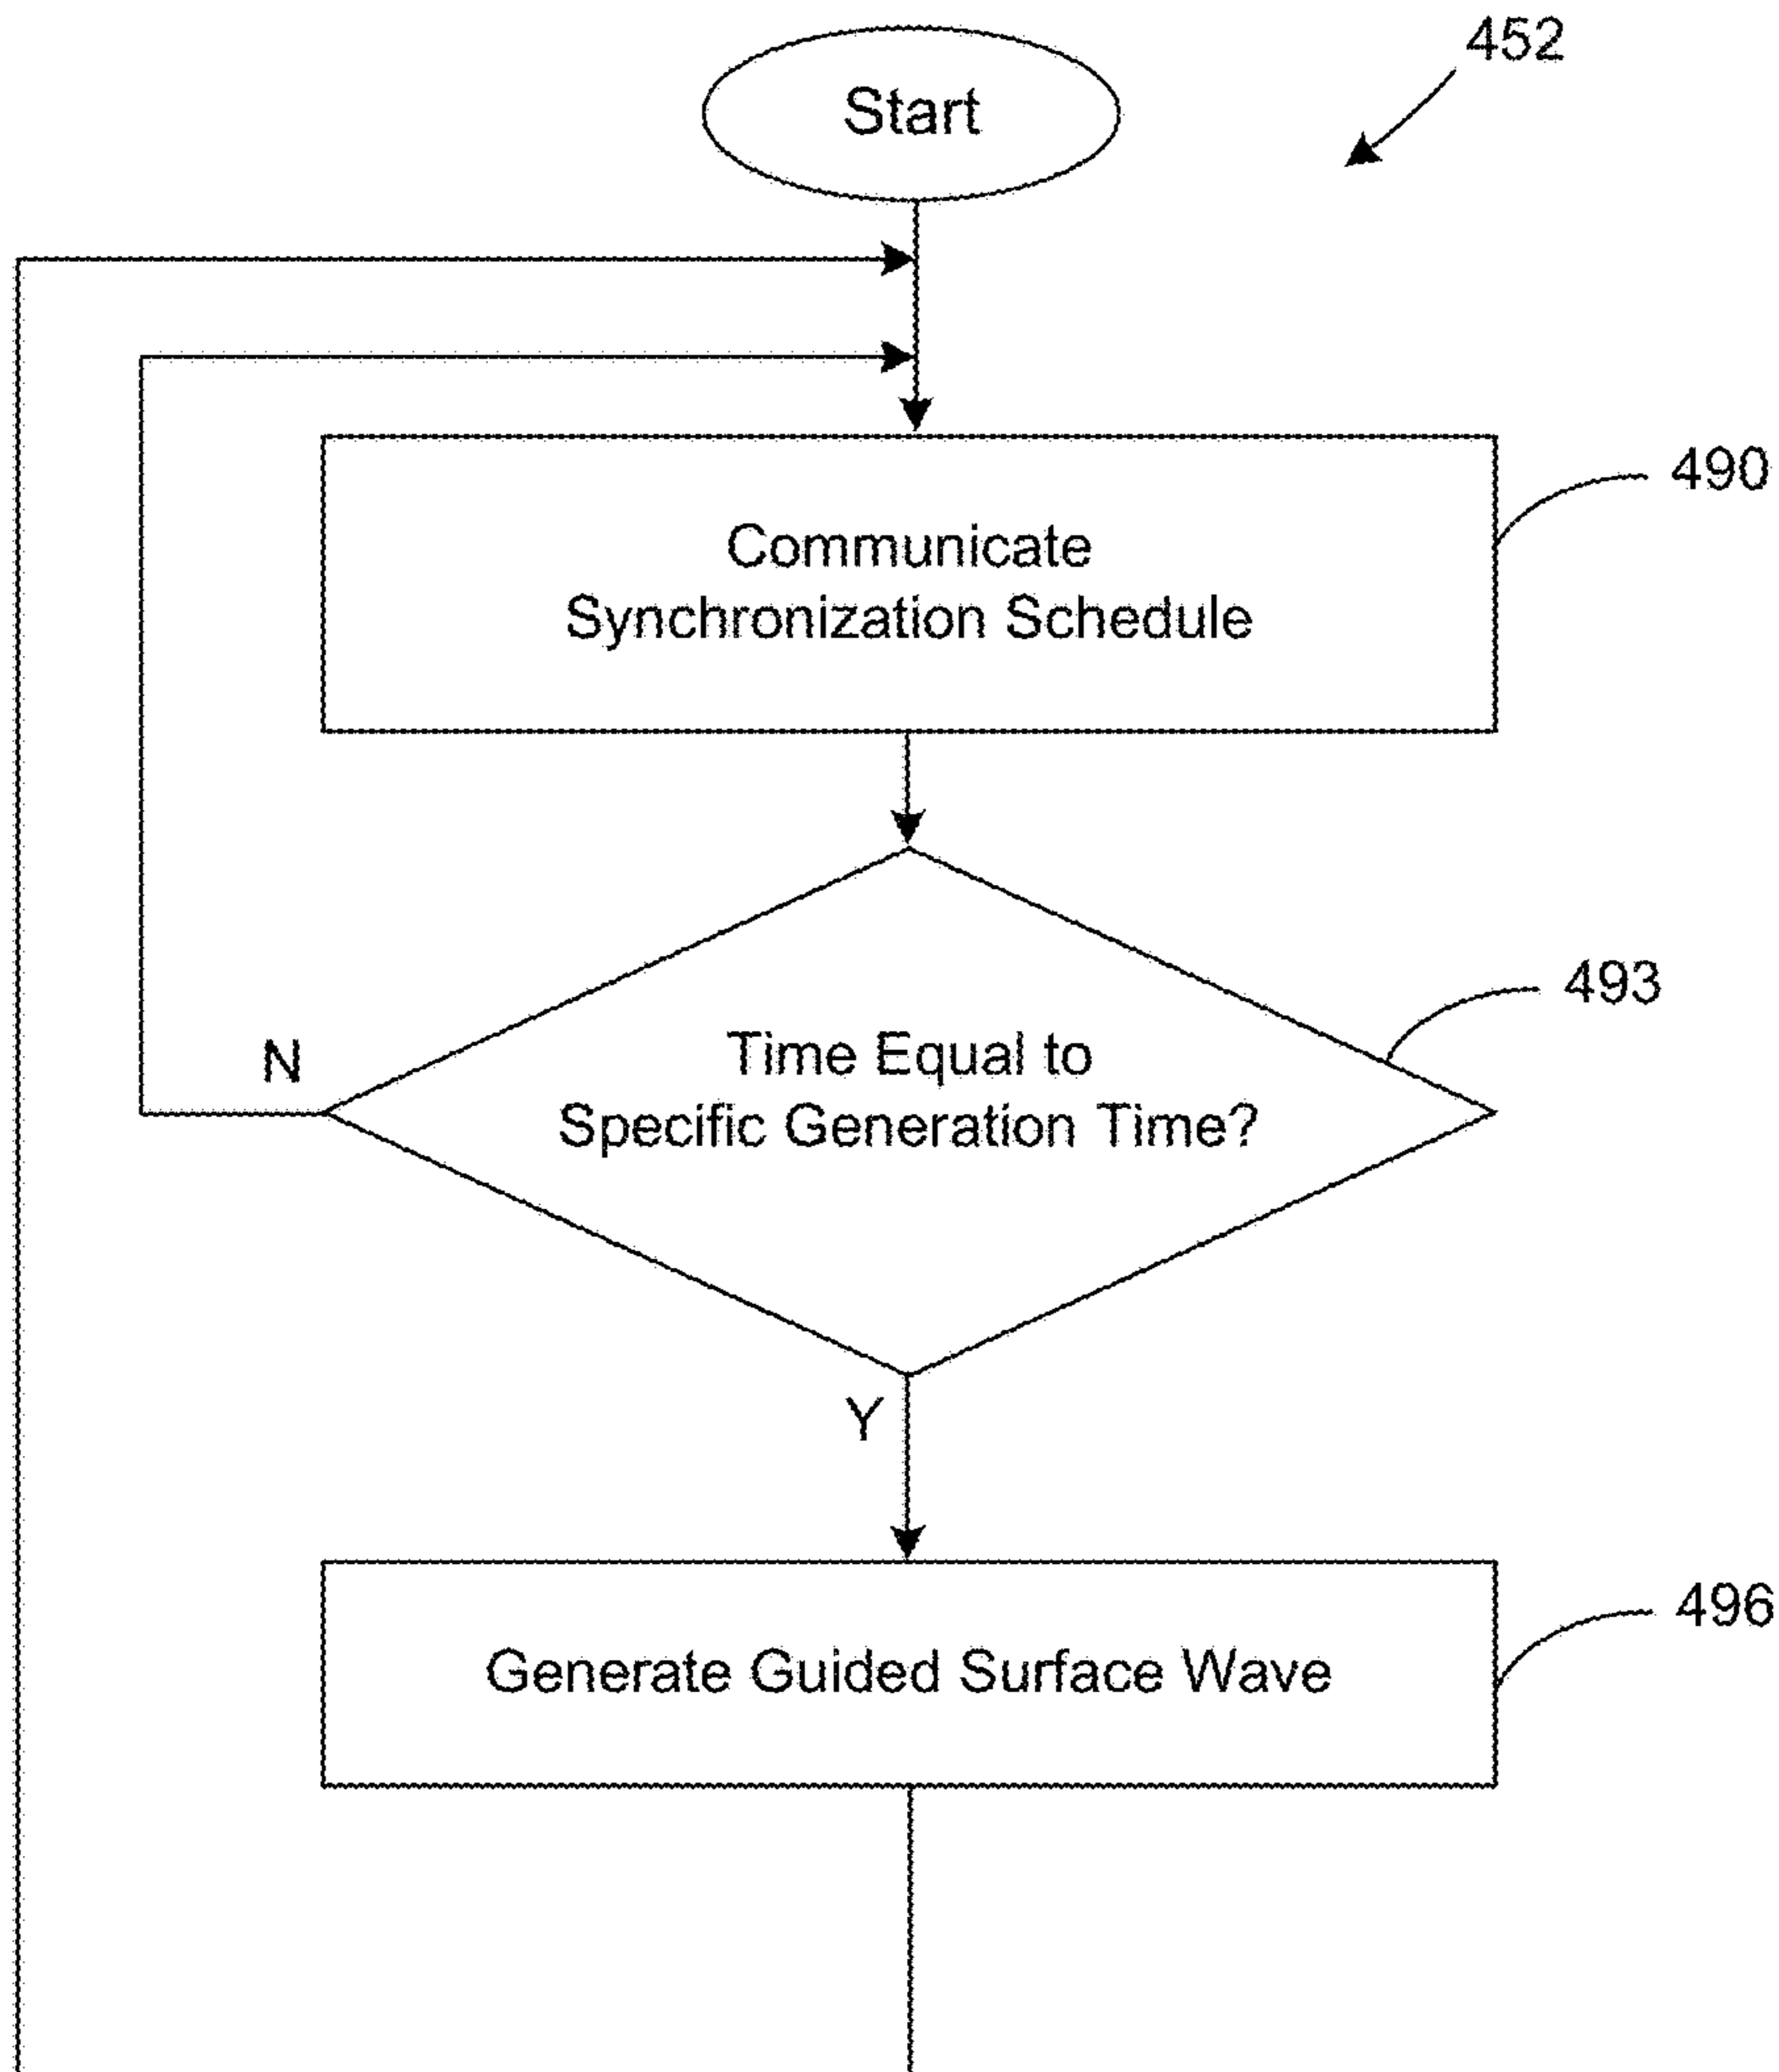 452
Start
490
Communicate
Synchronization Schedule
493
N
Time Equal to
Specific Generation Time?
Y
496
Generate Guided Surface Wave